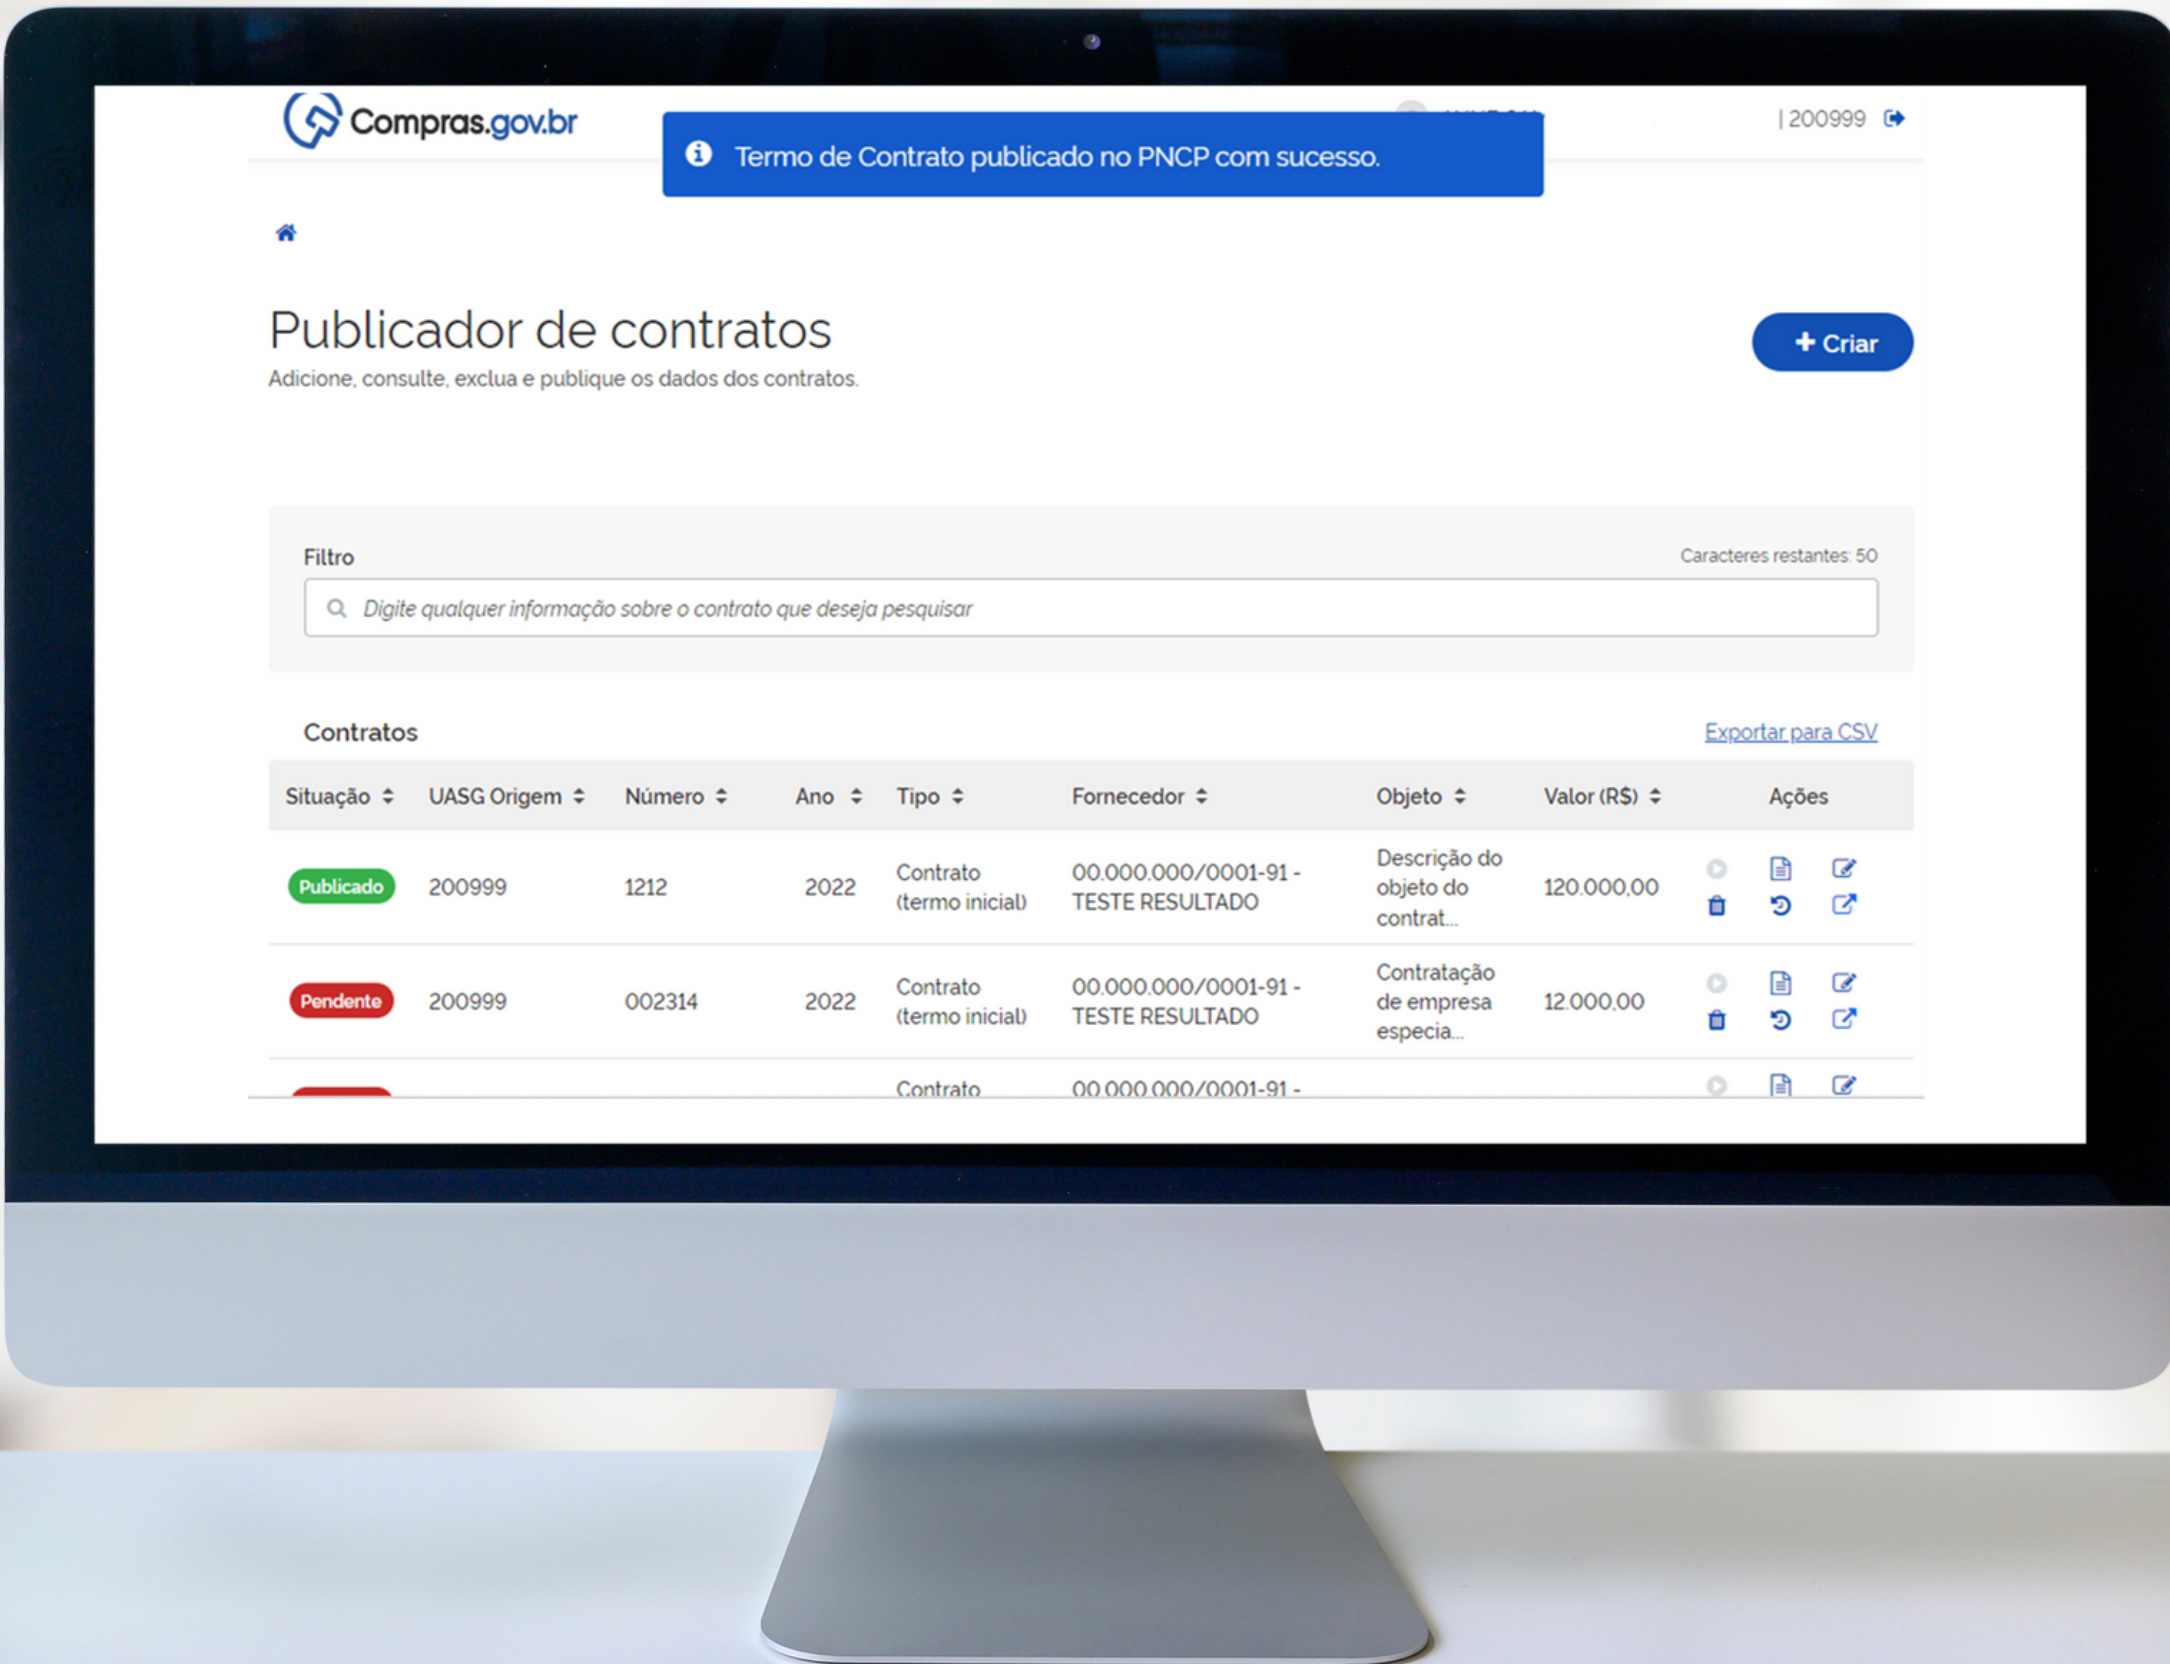 Compras.gov.br
| 200999
Termo de Contrato publicado no PNCP com sucesso.
Publicador de contratos
+ Criar
Adicione, consulte, exclua e publique os dados dos contratos.
Filtro
Caracteres restantes: 50
Digite qualquer informação sobre o contrato que deseja pesquisar
Contratos
Exportar para CSV
Situação UASG Origem Número Ano Tipo Fornecedor Objeto Valor (R$) Ações
Publicado 200999 1212 2022 Contrato (termo inicial) 00.000.000/0001-91 - TESTE RESULTADO Descrição do objeto do contrat... 120.000,00
Pendente 200999 002314 2022 Contrato (termo inicial) 00.000.000/0001-91 - TESTE RESULTADO Contratação de empresa especia... 12.000,00
Contrato 00.000.000/0001-91 -